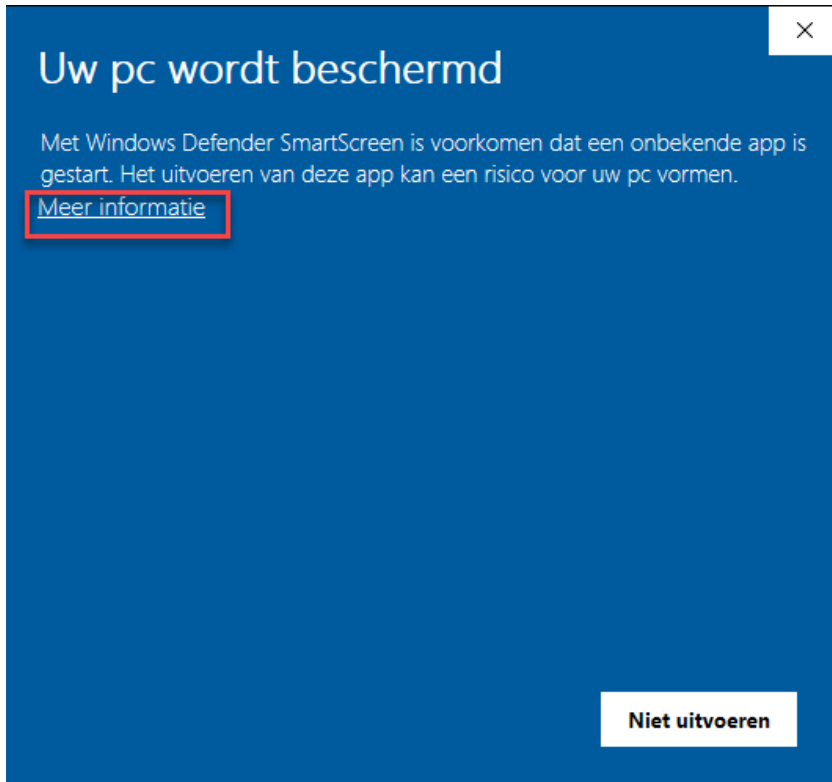 Uw pc wordt beschermd
Met Windows Defender SmartScreen is voorkomen dat een onbekende app is
gestart. Het uitvoeren van deze app kan een risico voor uw pc vormen.
Meer informatie
Niet uitvoeren